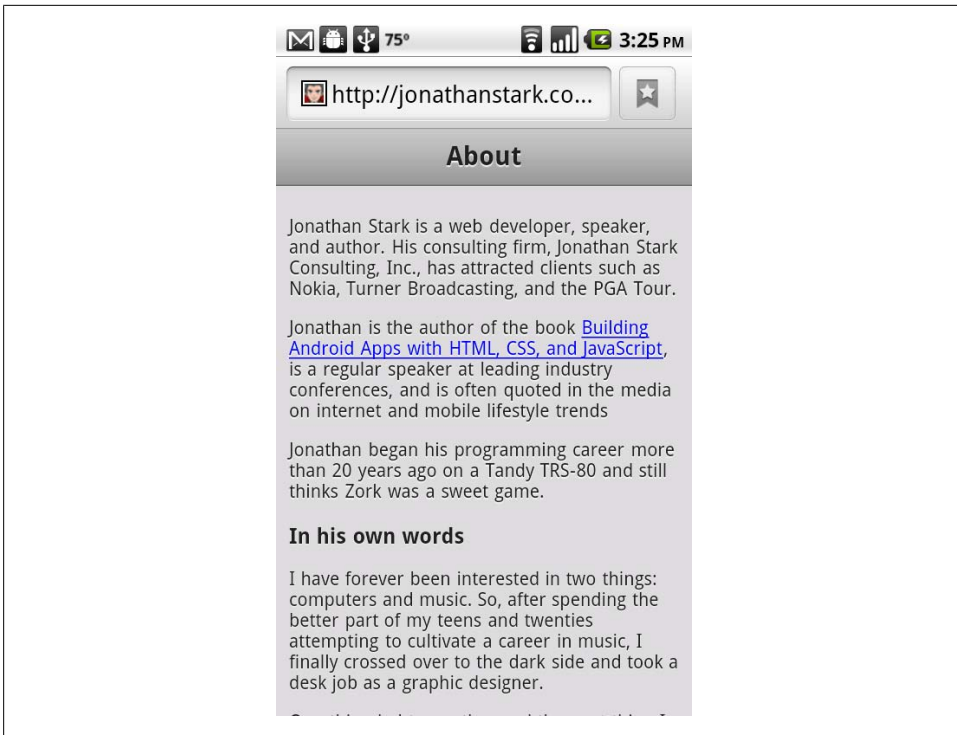 75°
3:25 PM
http://jonathanstark.co...
About
Jonathan Stark is a web developer, speaker,
and author. His consulting firm, Jonathan Stark
Consulting, Inc., has attracted clients such as
Nokia, Turner Broadcasting, and the PGA Tour.
Jonathan is the author of the book Building
Android Apps with HTML, CSS, and JavaScript,
is a regular speaker at leading industry
conferences, and is often quoted in the media
on internet and mobile lifestyle trends
Jonathan began his programming career more
than 20 years ago on a Tandy TRS-80 and still
thinks Zork was a sweet game.
In his own words
I have forever been interested in two things:
computers and music. So, after spending the
better part of my teens and twenties
attempting to cultivate a career in music, I
finally crossed over to the dark side and took a
desk job as a graphic designer.